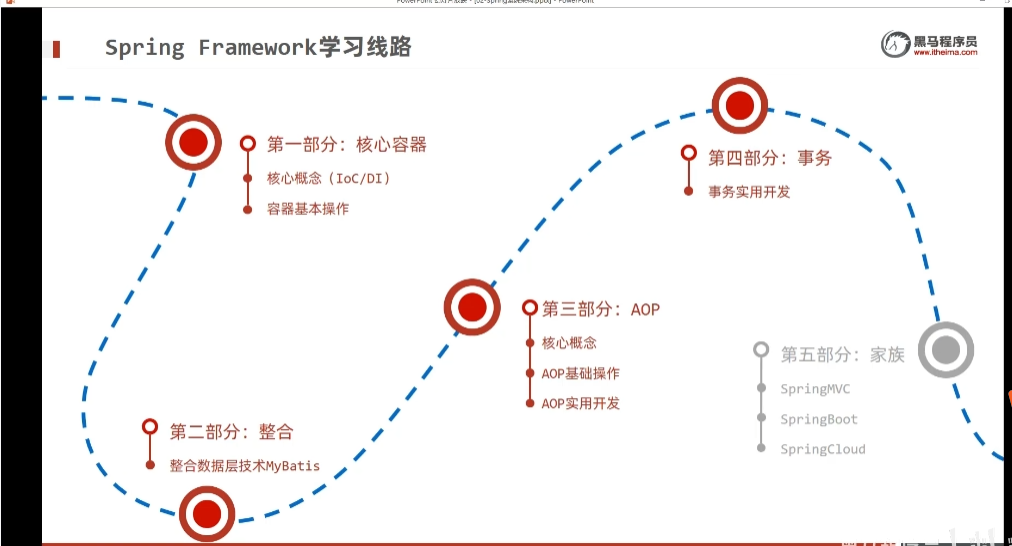 Spring Framework学习线路
黑马程序员
www.itheima.com
第一部分：核心容器
核心概念（IoC/DI）
容器基本操作
第二部分：整合
整合数据层技术MyBatis
第三部分：AOP
核心概念
AOP基础操作
AOP实用开发
第四部分：事务
事务实用开发
第五部分：家族
SpringMVC
SpringBoot
SpringCloud